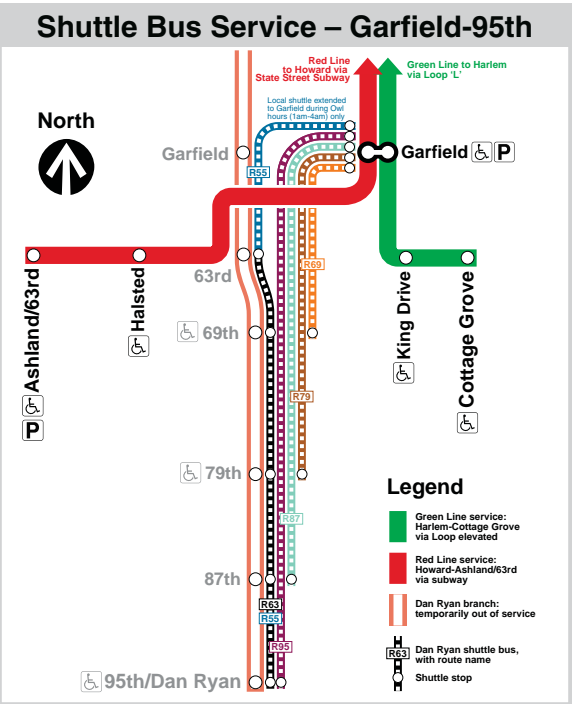 Shuttle Bus Service – Garfield-95th
Red Line
to Howard via
State Street Subway
Green Line to Harlem
via Loop ‘L’
Local shuttle extended
to Garfield during Owl
hours (1am-4am) only
North
Garfield
Garfield P
R55
R69
63rd
Ashland/63rd
P
Halsted
King Drive
Cottage Grove
69th
R79
79th
R87
87th
R63
R55
R95
95th/Dan Ryan
Legend
Green Line service:
Harlem-Cottage Grove
via Loop elevated
Red Line service:
Howard-Ashland/63rd
via subway
Dan Ryan branch:
temporarily out of service
R63
Dan Ryan shuttle bus,
with route name
Shuttle stop